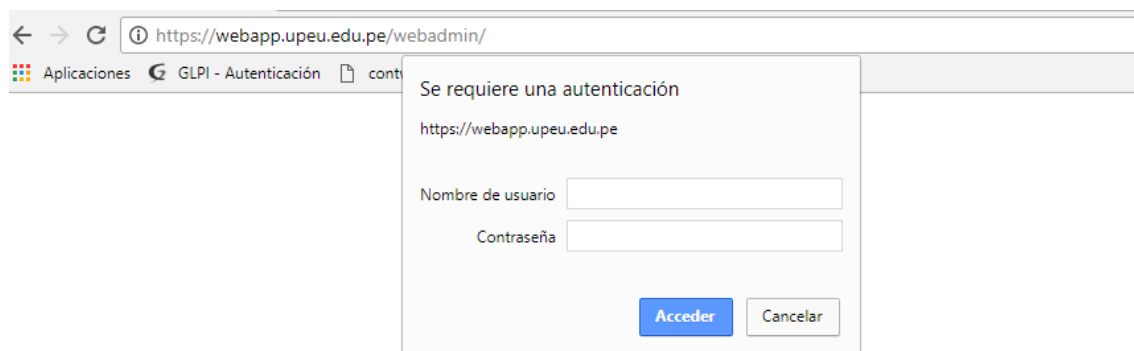 https://webapp.upeu.edu.pe/webadmin/
Aplicaciones GLPI - Autenticación
Se requiere una autenticación
https://webapp.upeu.edu.pe
Nombre de usuario
Contraseña
Acceder Cancelar